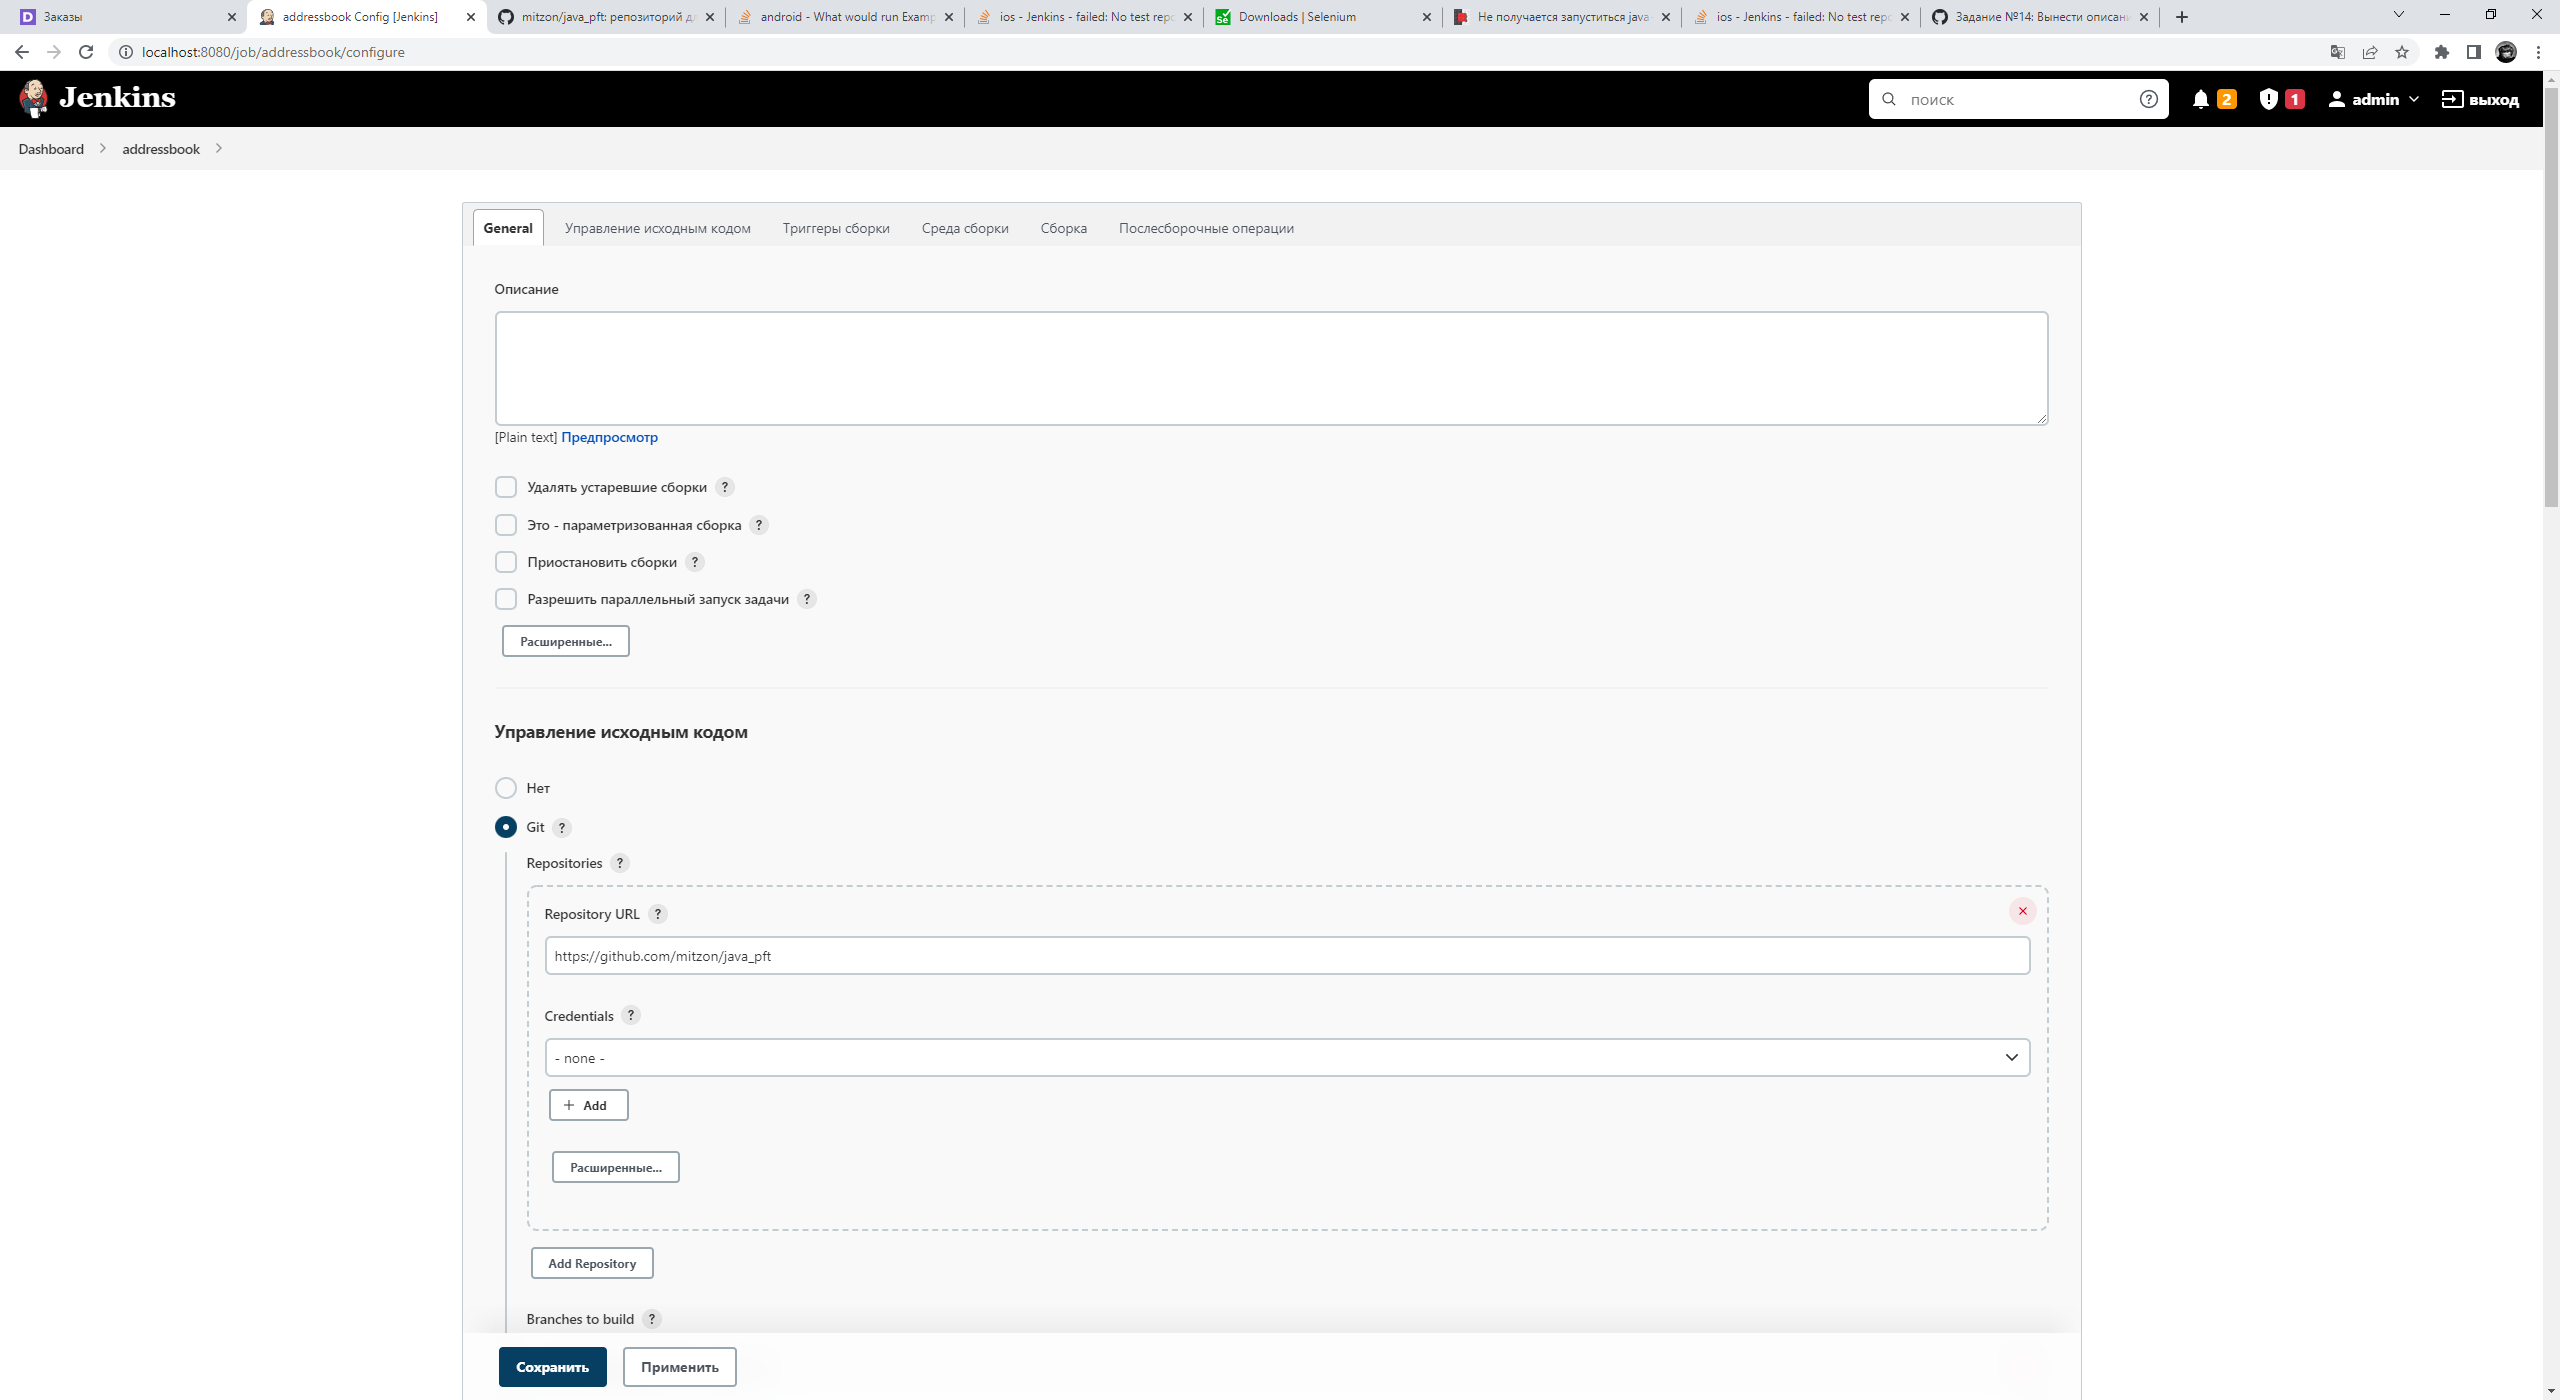 Заказы
addressbook Config [Jenkins]
mitzon/java_pft: репозиторий дл
android - What would run Examp
ios - Jenkins - failed: No test repo
Downloads | Selenium
Не получается запуститься java-
ios - Jenkins - failed: No test repo
Задание №14: Вынести описани
localhost:8080/job/addressbook/configure
Jenkins
поиск
2
1
admin
выход
Dashboard
addressbook
General
Управление исходным кодом
Триггеры сборки
Среда сборки
Сборка
Послесборочные операции
Описание
[Plain text] Предпросмотр
Удалять устаревшие сборки ?
Это - параметризованная сборка ?
Приостановить сборки ?
Разрешить параллельный запуск задачи ?
Расширенные...
Управление исходным кодом
Нет
Git ?
Repositories ?
Repository URL ?
https://github.com/mitzon/java_pft
Credentials ?
- none -
+ Add
Расширенные...
Add Repository
Branches to build ?
Сохранить
Применить